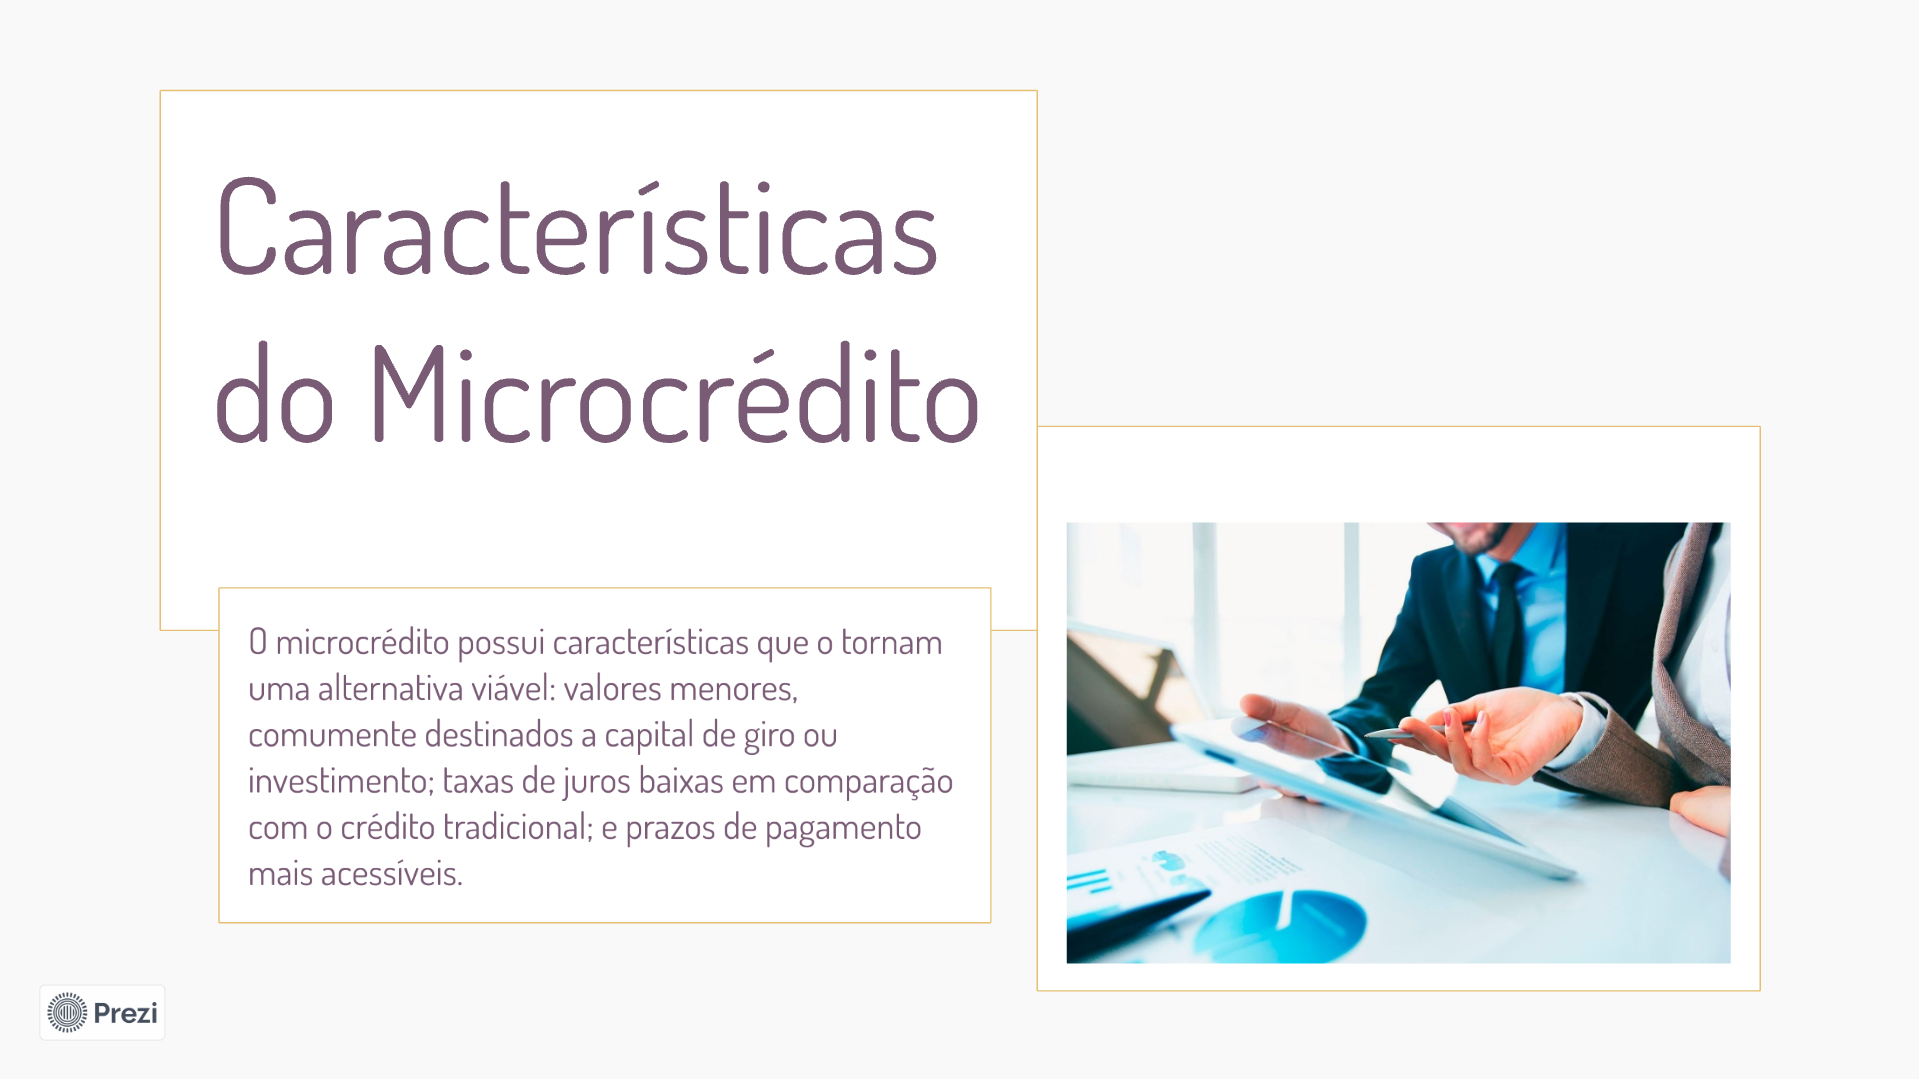 Características
do Microcrédito
O microcrédito possui características que o tornam
uma alternativa viável: valores menores,
comumente destinados a capital de giro ou
investimento; taxas de juros baixas em comparação
com o crédito tradicional; e prazos de pagamento
mais acessíveis.
Prezi